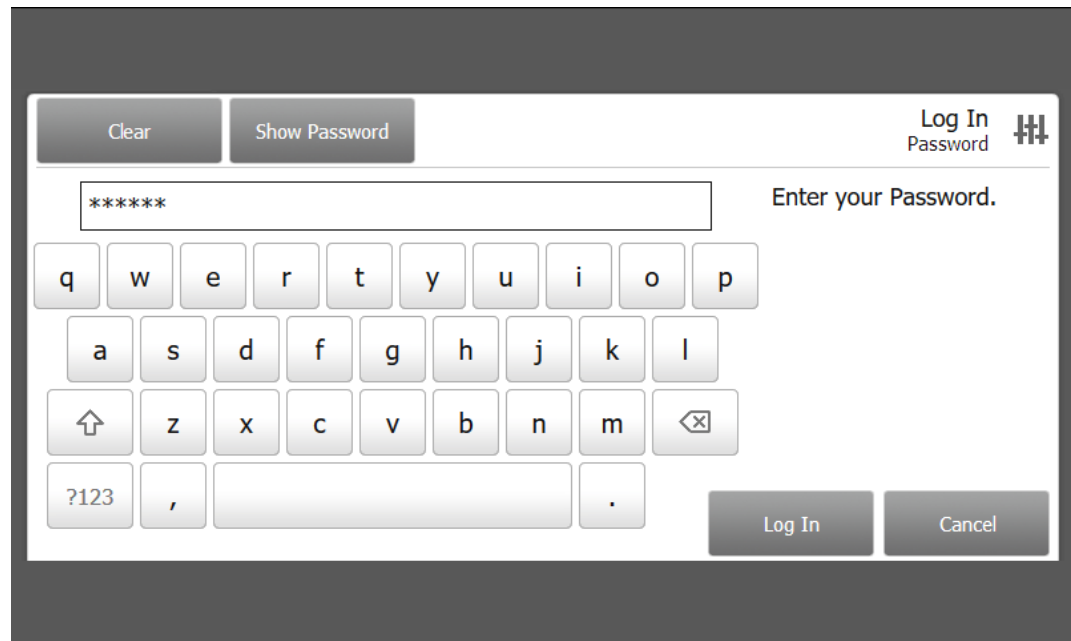 Clear Show Password Log In
Password
****** Enter your Password.
q w e r t y u i o p
a s d f g h j k l
z x c v b n m
?123 , .
Log In Cancel